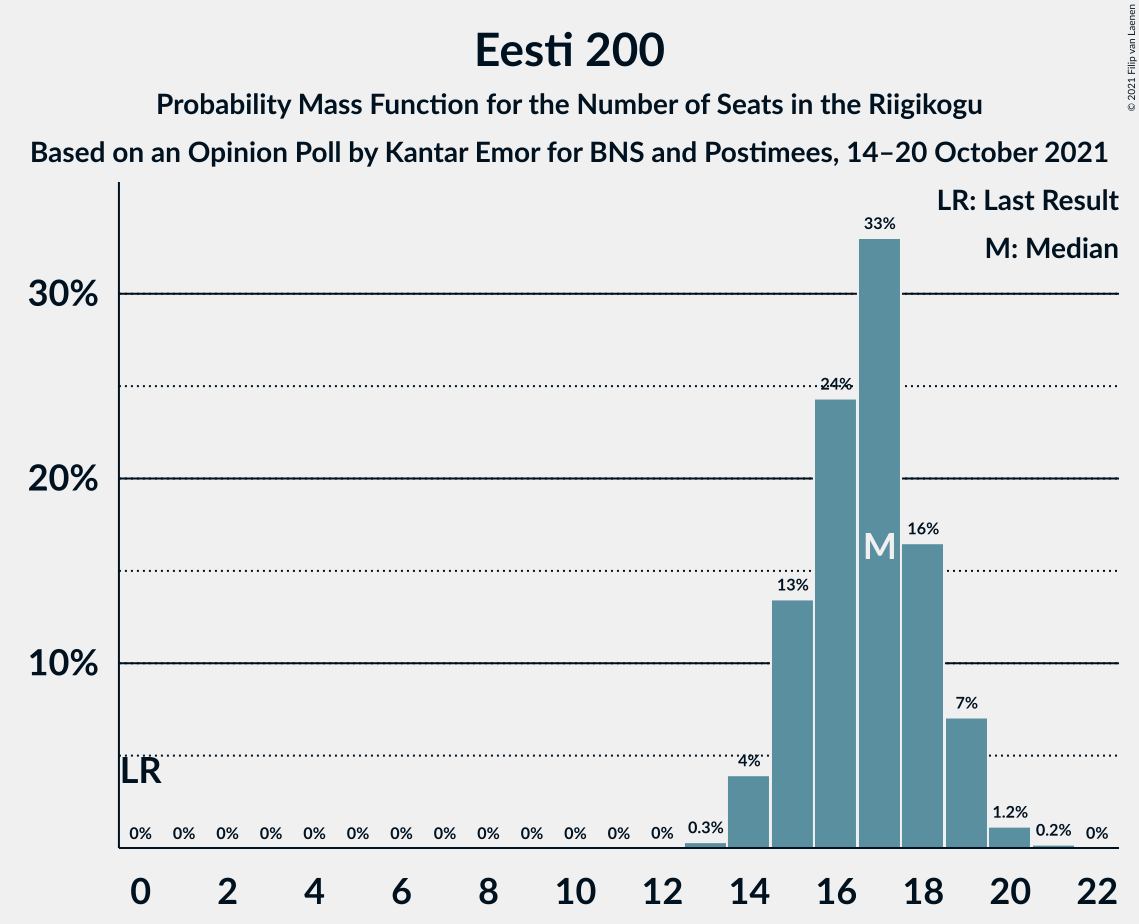 Eesti 200
Probability Mass Function for the Number of Seats in the Riigikogu
Based on an Opinion Poll by Kantar Emor for BNS and Postimees, 14–20 October 2021
© 2021 Filip van Laenen
LR: Last Result
M: Median
30%
20%
10%
33%
24%
16%
13%
7%
4%
1.2%
0.3%
0.2%
M
LR
0% 0% 0% 0% 0% 0% 0% 0% 0% 0% 0% 0% 0% 0%
0 2 4 6 8 10 12 14 16 18 20 22